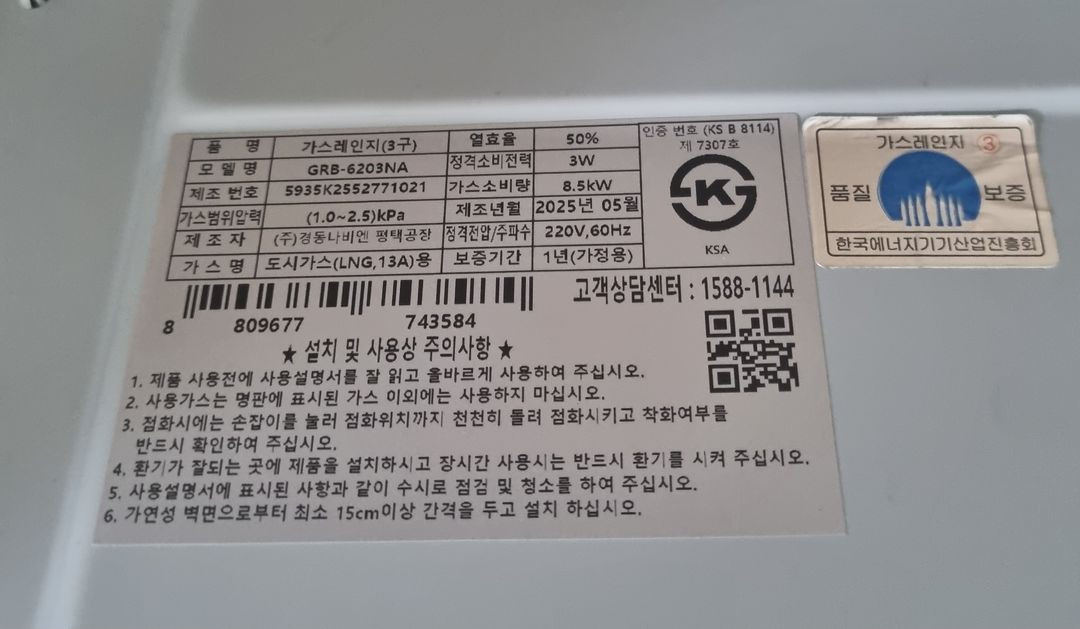 품 명 가스레인지(3구) 열효율 50%
모 델 명 GRB-6203NA 정격소비전력 3W
제조 번호 5935K2552771021 가스소비량 8.5kW
가스범위압력 (1.0~2.5)kPa 제조년월 2025년 05월
제 조 자 (주)경동나비엔 평택공장 정격전압/주파수 220V,60Hz
가 스 명 도시가스(LNG,13A)용 보증기간 1년(가정용)
인증 번호 (KS B 8114)
제 7307호
K
KSA
가스레인지 ③
품질 보증
한국에너지기기산업진흥회
8 809677 743584
고객상담센터 : 1588-1144
★ 설치 및 사용상 주의사항 ★
1. 제품 사용전에 사용설명서를 잘 읽고 올바르게 사용하여 주십시오.
2. 사용가스는 명판에 표시된 가스 이외에는 사용하지 마십시오.
3. 점화시에는 손잡이를 눌러 점화위치까지 천천히 돌려 점화시키고 착화여부를
반드시 확인하여 주십시오.
4. 환기가 잘되는 곳에 제품을 설치하시고 장시간 사용시는 반드시 환기를 시켜 주십시오.
5. 사용설명서에 표시된 사항과 같이 수시로 점검 및 청소를 하여 주십시오.
6. 가연성 벽면으로부터 최소 15cm이상 간격을 두고 설치 하십시오.